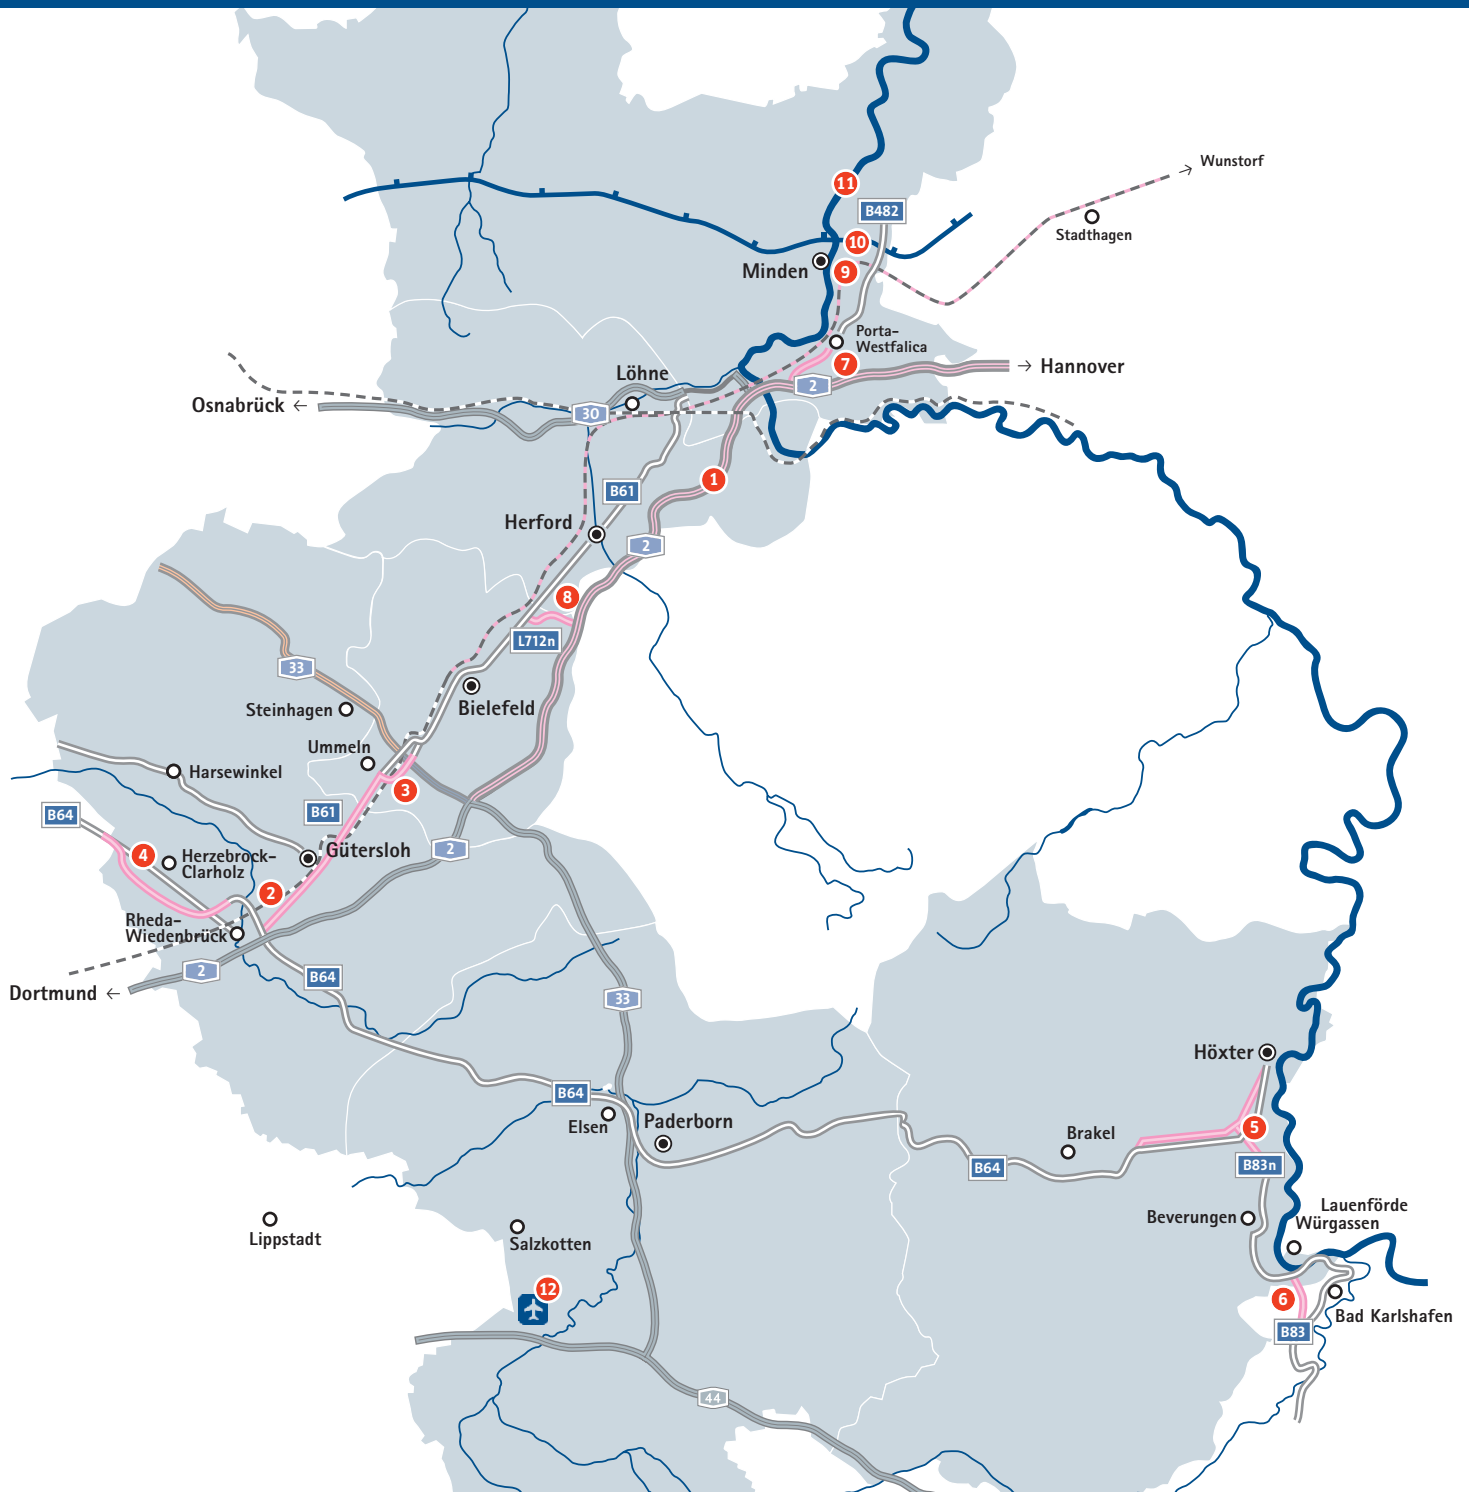 Wunstorf
11
B482
Stadthagen
10
Minden
9
Porta-
Westfalica
7
Löhne
2
Hannover
Osnabrück
30
1
B61
Herford
2
8
L712n
33
Steinhagen
Bielefeld
Ummeln
Harsewinkel
3
B61
B64
4
Herzebrock-
Clarholz
Gütersloh
2
2
Rheda-
Wiedenbrück
2
B64
Dortmund
33
Höxter
B64
Elsen
Paderborn
5
Brakel
B64
B83n
Beverungen
Lauenförde
Würgassen
Lippstadt
Salzkotten
12
6
Bad Karlshafen
B83
44